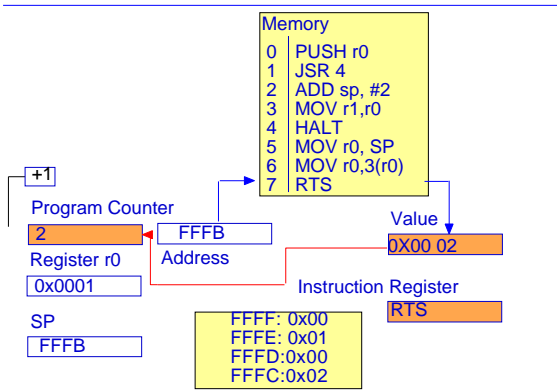 Memory
0 PUSH r0
1 JSR 4
2 ADD sp, #2
3 MOV r1,r0
4 HALT
5 MOV r0, SP
6 MOV r0,3(r0)
7 RTS
+1
Program Counter
2
FFFB
Address
Value
0X00 02
Register r0
0x0001
Instruction Register
RTS
SP
FFFB
FFFF: 0x00
FFFE: 0x01
FFFD:0x00
FFFC:0x02